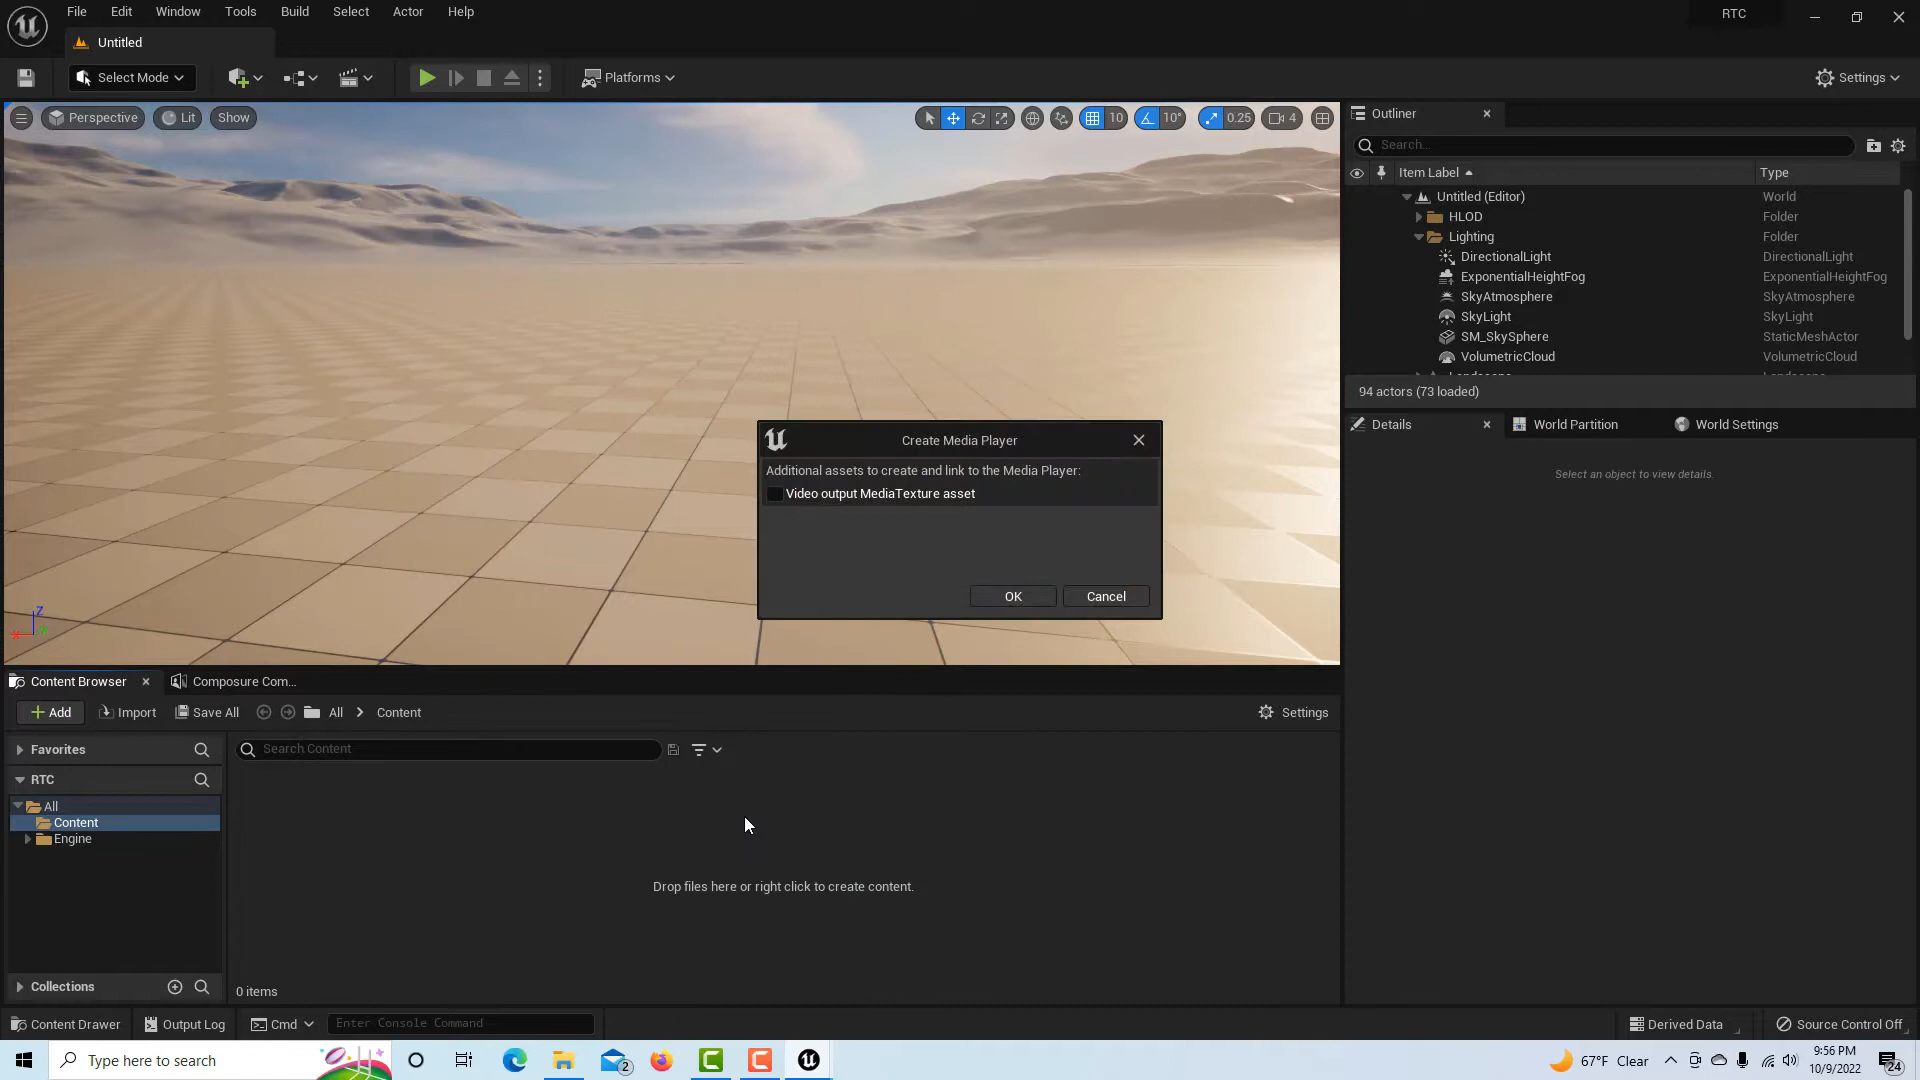 File Edit Window Tools Build Select Actor Help
RTC
Untitled
Select Mode
Platforms
Settings
Perspective
Lit
Show
10
10°
0.25
4
Outliner
Search...
Item Label
Type
Untitled (Editor) World
HLOD Folder
Lighting Folder
DirectionalLight DirectionalLight
ExponentialHeightFog ExponentialHeightFog
SkyAtmosphere SkyAtmosphere
SkyLight SkyLight
SM_SkySphere StaticMeshActor
VolumetricCloud VolumetricCloud
94 actors (73 loaded)
Details
World Partition
World Settings
Select an object to view details.
Create Media Player
Additional assets to create and link to the Media Player:
Video output MediaTexture asset
OK
Cancel
Z
X
Content Browser
Composure Com...
Add
Import
Save All
All
Content
Settings
Favorites
Search Content
RTC
All
Content
Engine
Drop files here or right click to create content.
Collections
0 items
Content Drawer
Output Log
Cmd
Enter Console Command
Derived Data
Source Control Off
Type here to search
2
67°F Clear
9:56 PM
10/9/2022
24